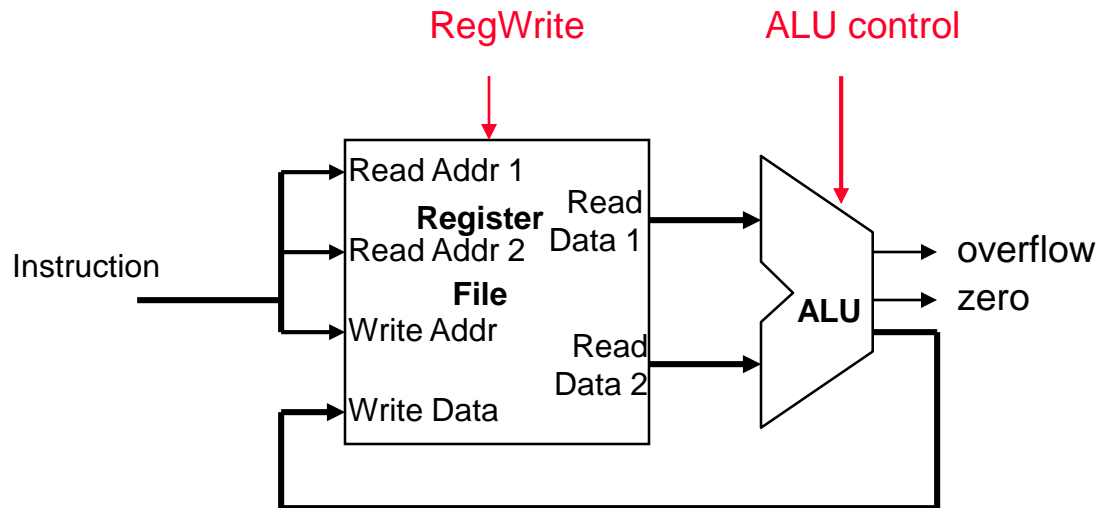 RegWrite
ALU control
Instruction
Read Addr 1
Register
Read Addr 2
File
Write Addr
Write Data
Read
Data 1
Read
Data 2
ALU
overflow
zero